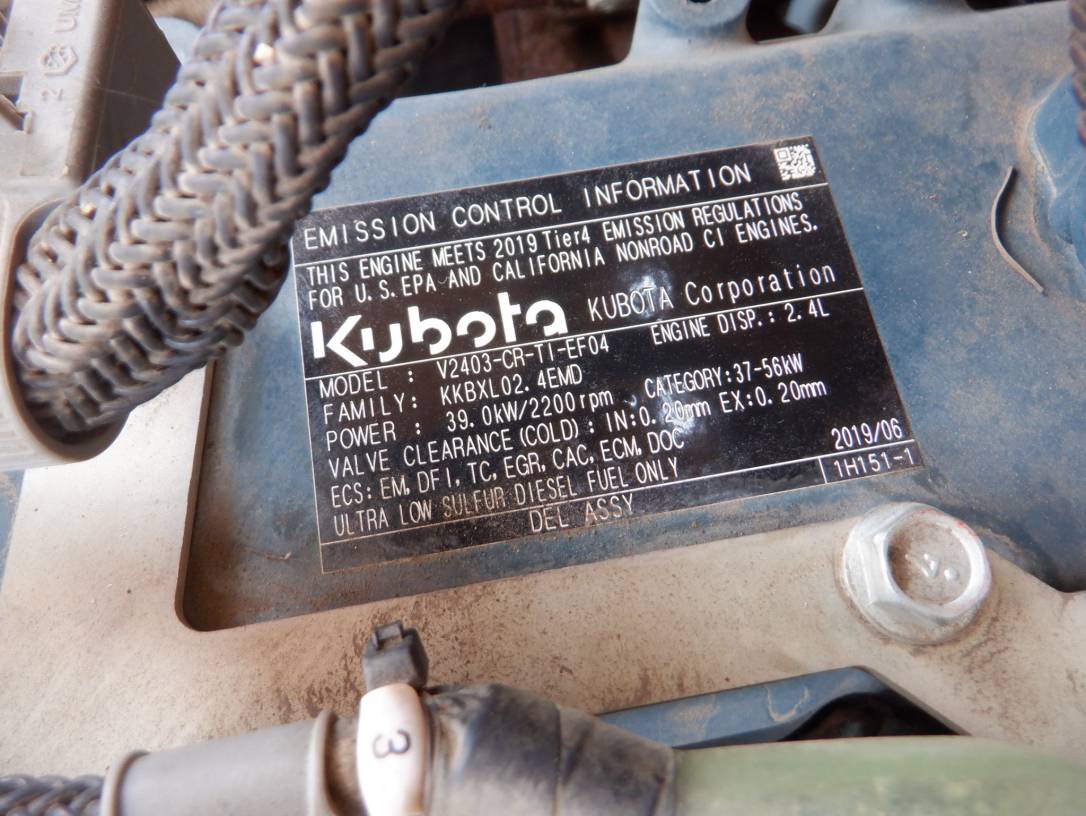 EMISSION CONTROL INFORMATION
THIS ENGINE MEETS 2019 Tier4 EMISSION REGULATIONS
FOR U.S. EPA AND CALIFORNIA NONROAD CI ENGINES.
Kubota KUBOTA Corporation
MODEL : V2403-CR-TI-EF04 ENGINE DISP.: 2.4L
FAMILY: KKBXL02.4EMD
POWER : 39.0kW/2200rpm CATEGORY:37-56kW
VALVE CLEARANCE (COLD) : IN:0.20mm EX:0.20mm
ECS: EM, DFI, TC, EGR, CAC, ECM, DOC
ULTRA LOW SULFUR DIESEL FUEL ONLY 2019/06
DEL ASSY 1H151-1
3